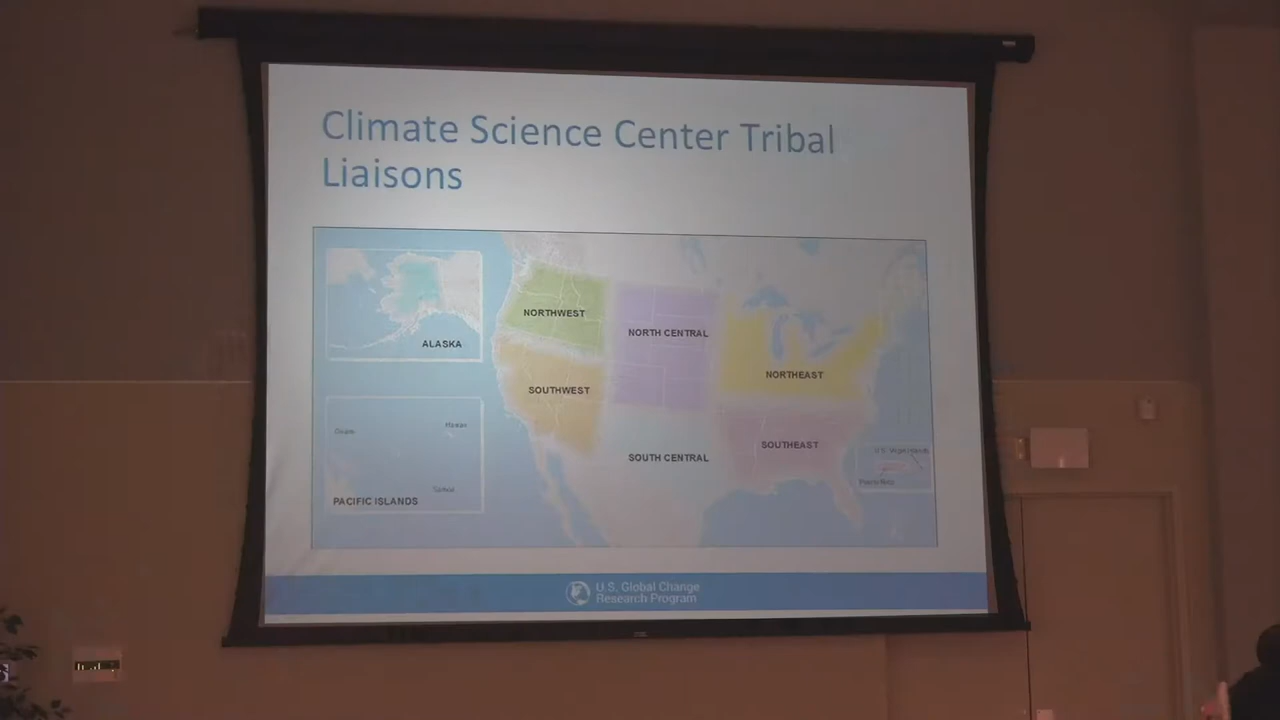 Climate Science Center Tribal
Liaisons
NORTHWEST
NORTH CENTRAL
ALASKA
NORTHEAST
SOUTHWEST
Hawaii
SOUTHEAST
U.S. Virgin Islands
SOUTH CENTRAL
Puerto Rico
PACIFIC ISLANDS
U.S. Global Change
Research Program